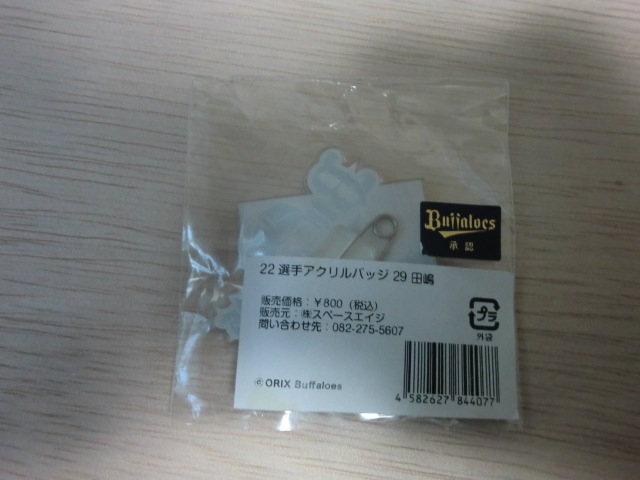 Buffaloes
承認
22 選手アクリルバッジ 29 田嶋
販売価格：￥800（税込）
販売元：㈱スペースエイジ
問い合わせ先：082-275-5607
プラ
外袋
©ORIX Buffaloes
4 582627 844077